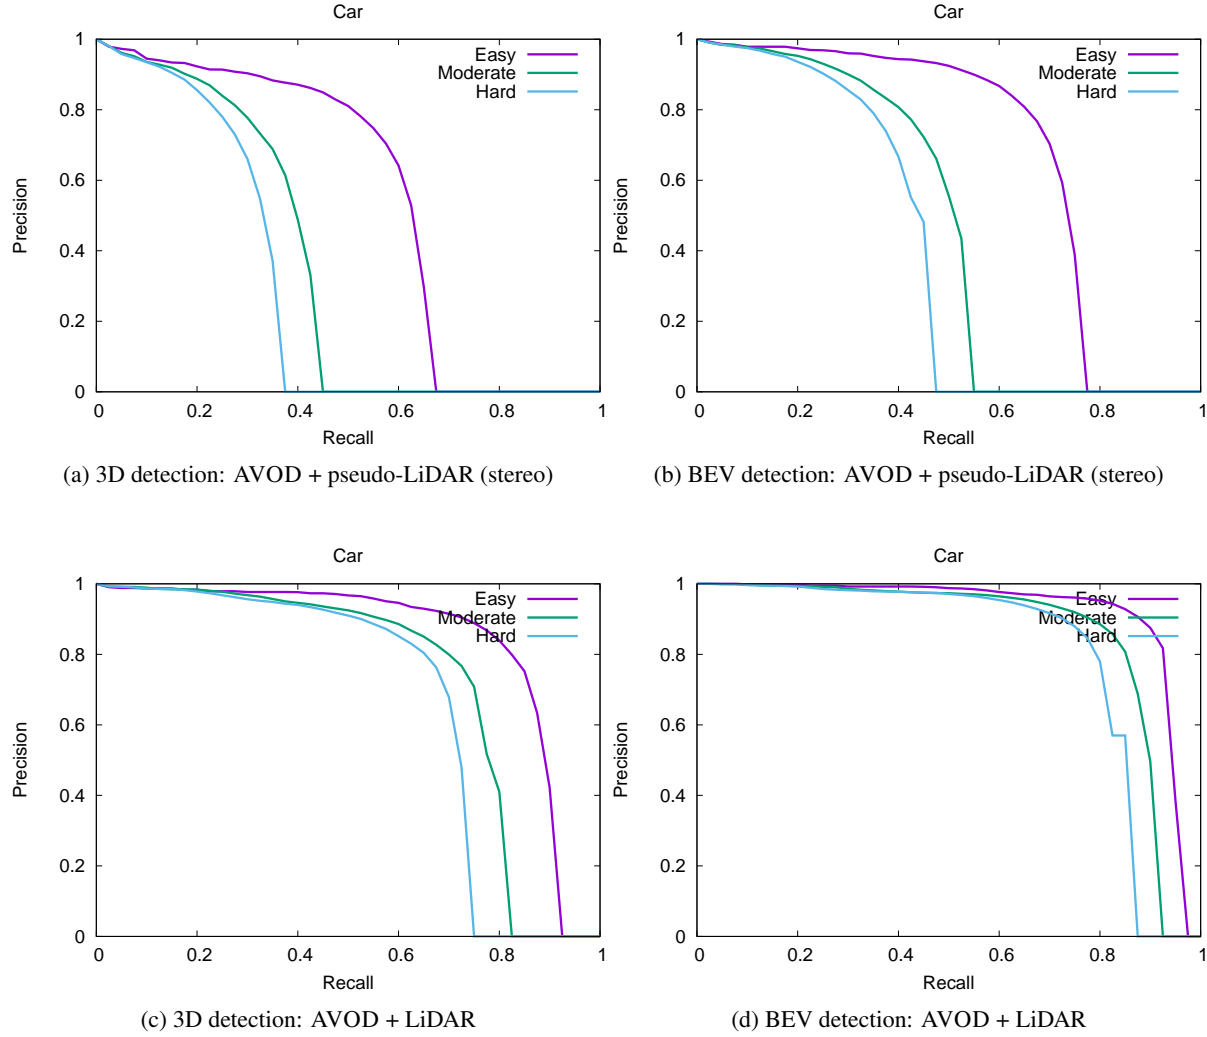 Car
Precision
1
0.8
0.6
0.4
0.2
0
Easy
Moderate
Hard
0 0.2 0.4 0.6 0.8 1
Recall
(a) 3D detection: AVOD + pseudo-LiDAR (stereo)
Car
Precision
1
0.8
0.6
0.4
0.2
0
Easy
Moderate
Hard
0 0.2 0.4 0.6 0.8 1
Recall
(b) BEV detection: AVOD + pseudo-LiDAR (stereo)
Car
Precision
1
0.8
0.6
0.4
0.2
0
Easy
Moderate
Hard
0 0.2 0.4 0.6 0.8 1
Recall
(c) 3D detection: AVOD + LiDAR
Car
Precision
1
0.8
0.6
0.4
0.2
0
Easy
Moderate
Hard
0 0.2 0.4 0.6 0.8 1
Recall
(d) BEV detection: AVOD + LiDAR